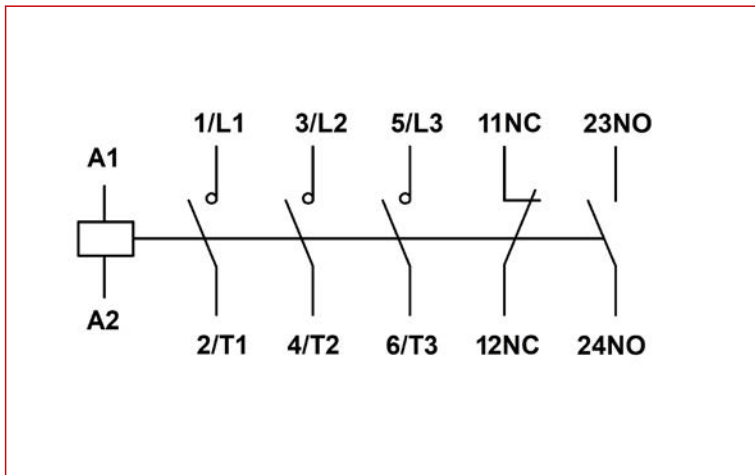 1/L1 3/L2 5/L3 11NC 23NO
A1
A2
2/T1 4/T2 6/T3 12NC 24NO